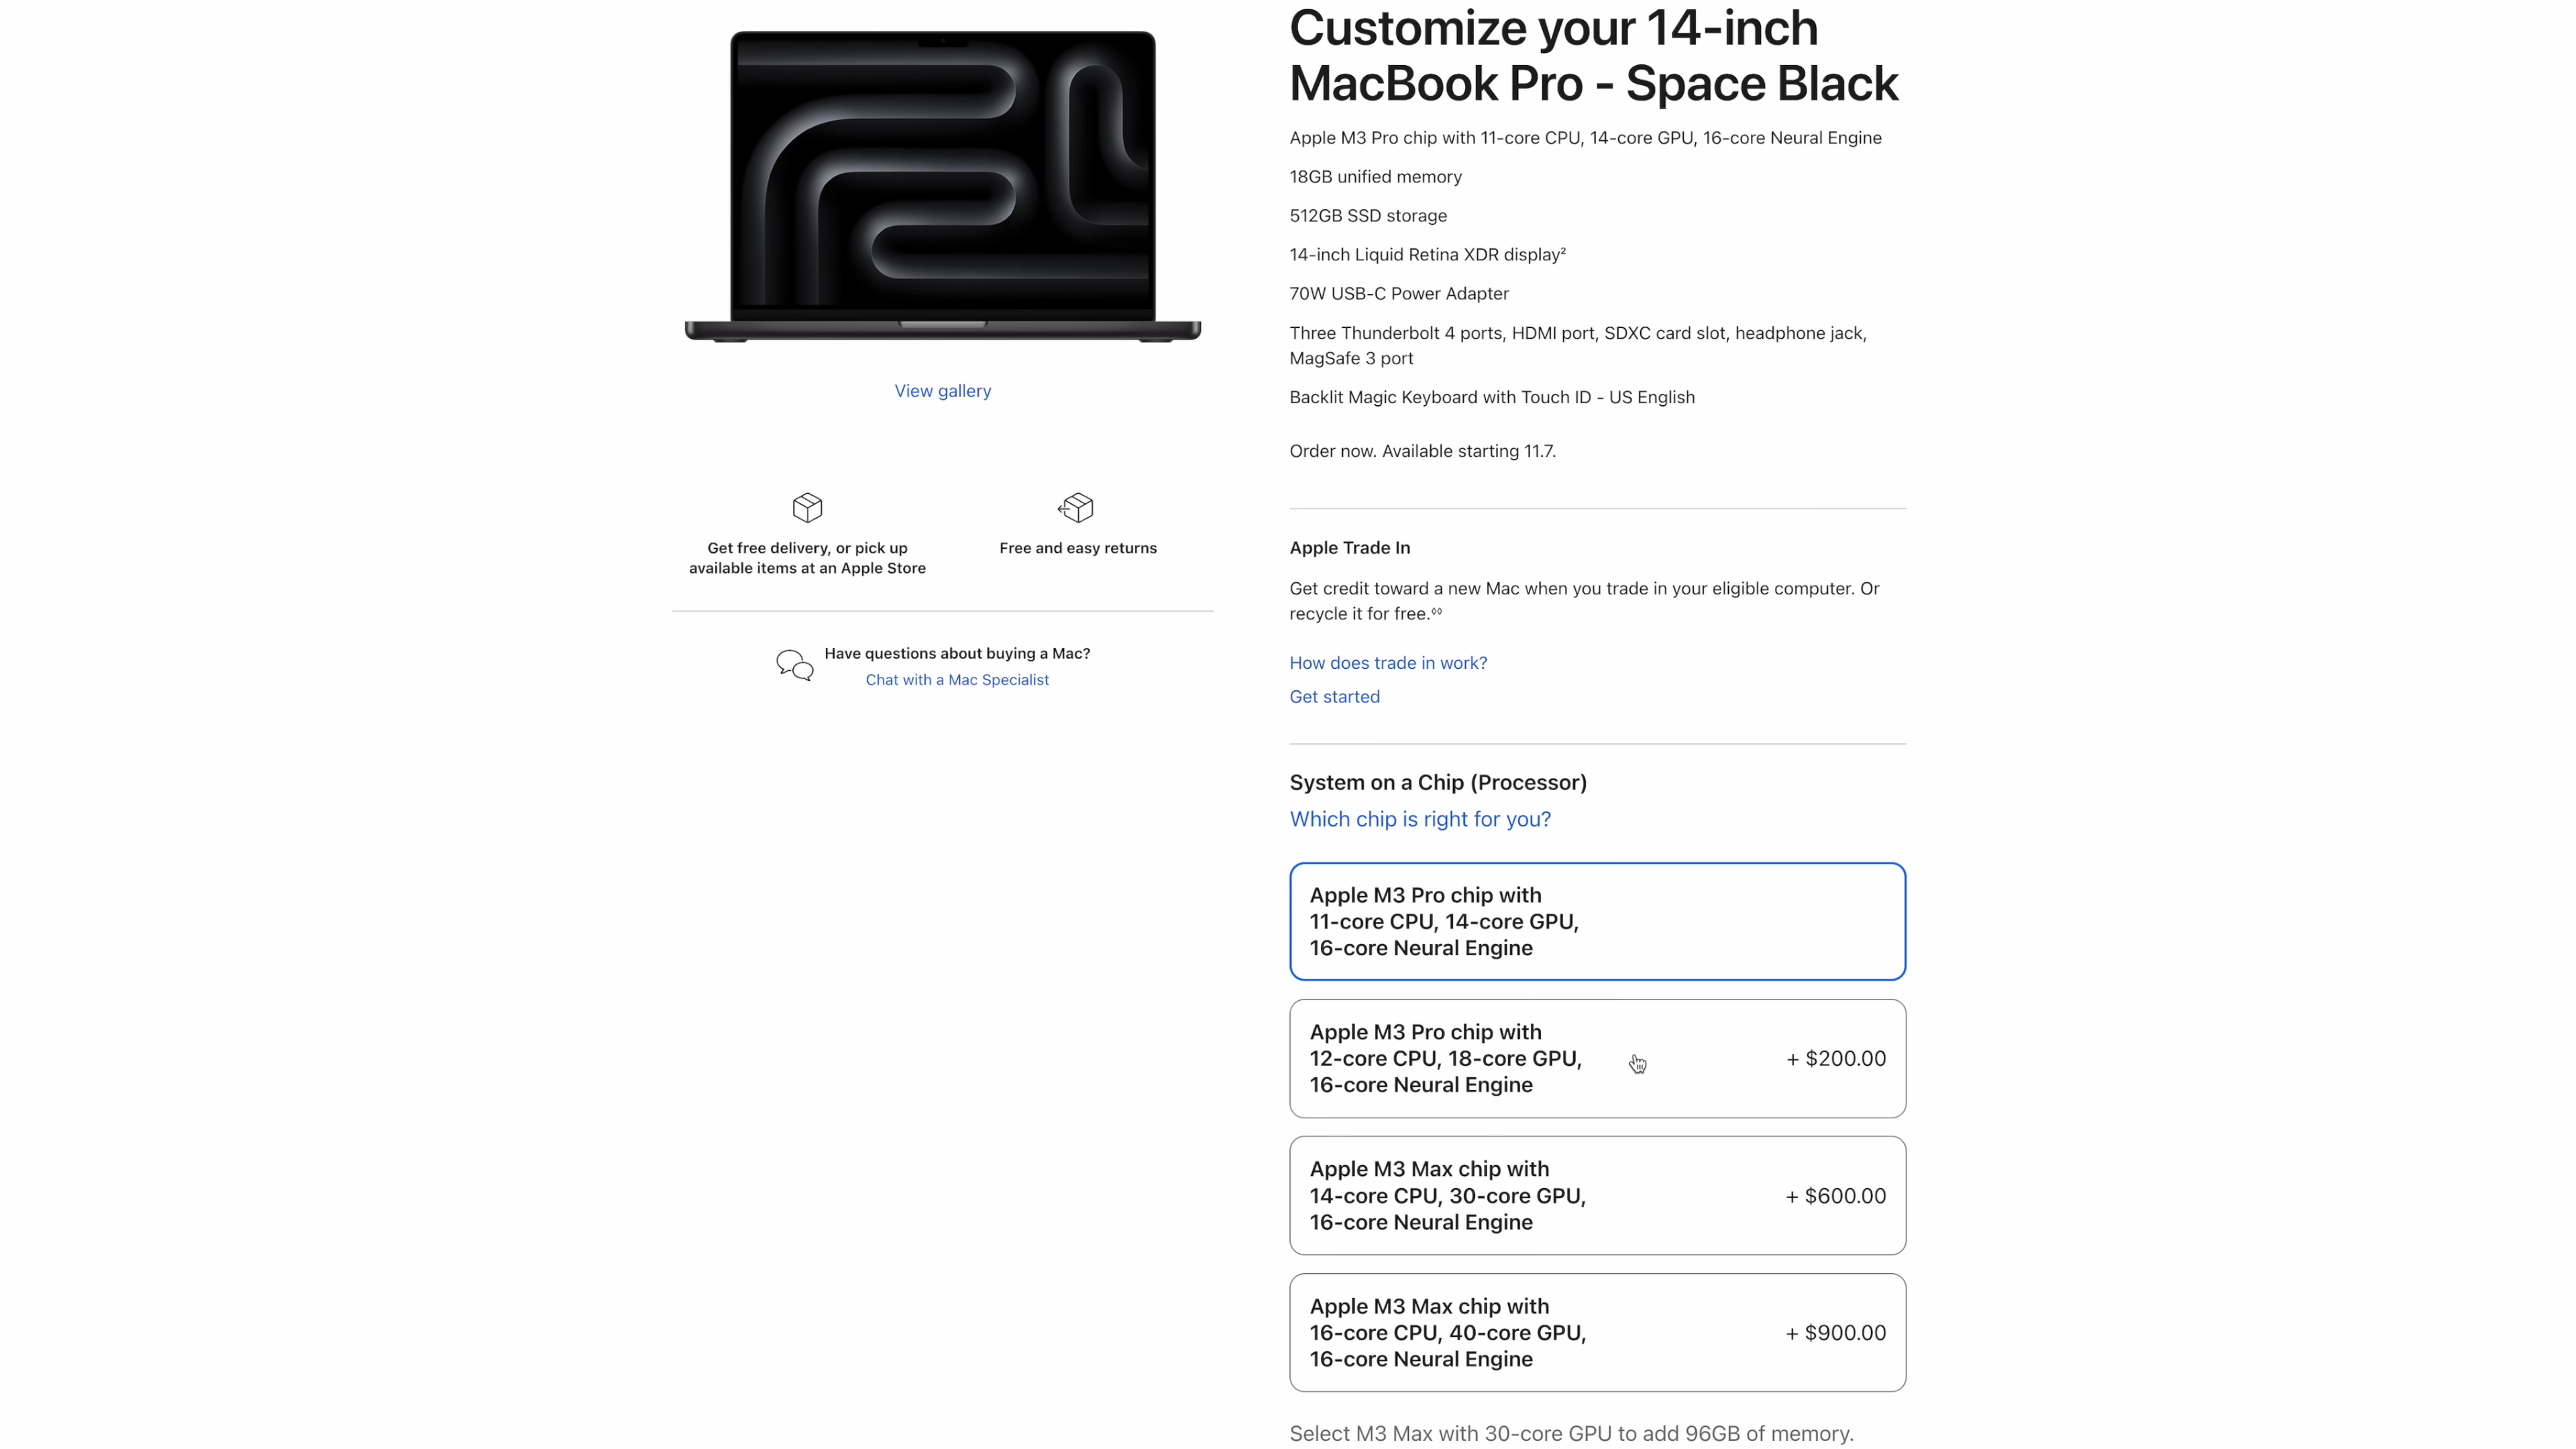 Customize your 14-inch
MacBook Pro - Space Black
Apple M3 Pro chip with 11-core CPU, 14-core GPU, 16-core Neural Engine
18GB unified memory
512GB SSD storage
14-inch Liquid Retina XDR display²
70W USB-C Power Adapter
Three Thunderbolt 4 ports, HDMI port, SDXC card slot, headphone jack,
MagSafe 3 port
Backlit Magic Keyboard with Touch ID - US English
Order now. Available starting 11.7.
View gallery
Get free delivery, or pick up
available items at an Apple Store
Free and easy returns
Have questions about buying a Mac?
Chat with a Mac Specialist
Apple Trade In
Get credit toward a new Mac when you trade in your eligible computer. Or
recycle it for free.◊◊
How does trade in work?
Get started
System on a Chip (Processor)
Which chip is right for you?
Apple M3 Pro chip with
11-core CPU, 14-core GPU,
16-core Neural Engine
Apple M3 Pro chip with
12-core CPU, 18-core GPU,
16-core Neural Engine
+ $200.00
Apple M3 Max chip with
14-core CPU, 30-core GPU,
16-core Neural Engine
+ $600.00
Apple M3 Max chip with
16-core CPU, 40-core GPU,
16-core Neural Engine
+ $900.00
Select M3 Max with 30-core GPU to add 96GB of memory.